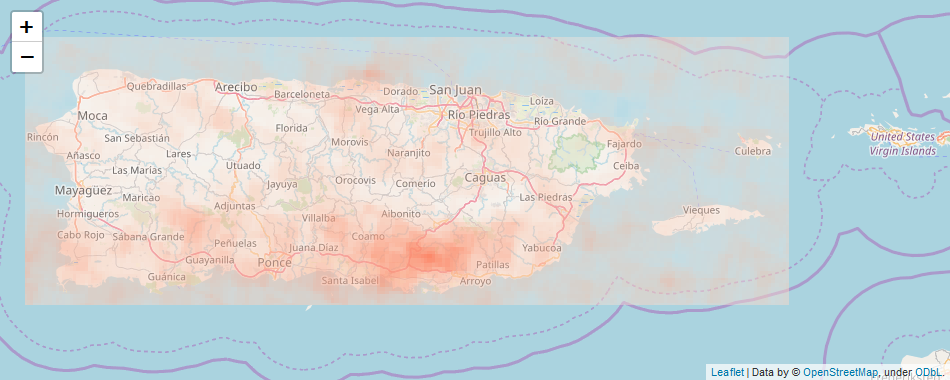 +
−
Quebradillas
Arecibo
Barceloneta
Dorado
San Juan
Loíza
Moca
Vega Alta
Río Piedras
Río Grande
Rincón
San Sebastián
Florida
Morovis
Trujillo Alto
Fajardo
Culebra
United States
Virgin Islands
Añasco
Lares
Naranjito
Las Marías
Utuado
Ceiba
Mayagüez
Maricao
Jayuya
Orocovis
Comerío
Caguas
Las Piedras
Hormigueros
Adjuntas
Villalba
Aibonito
Vieques
Cabo Rojo
Sábana Grande
Peñuelas
Juana Díaz
Coamo
Yabucoa
Guayanilla
Ponce
Patillas
Guánica
Santa Isabel
Arroyo
Leaflet | Data by © OpenStreetMap, under ODbL.